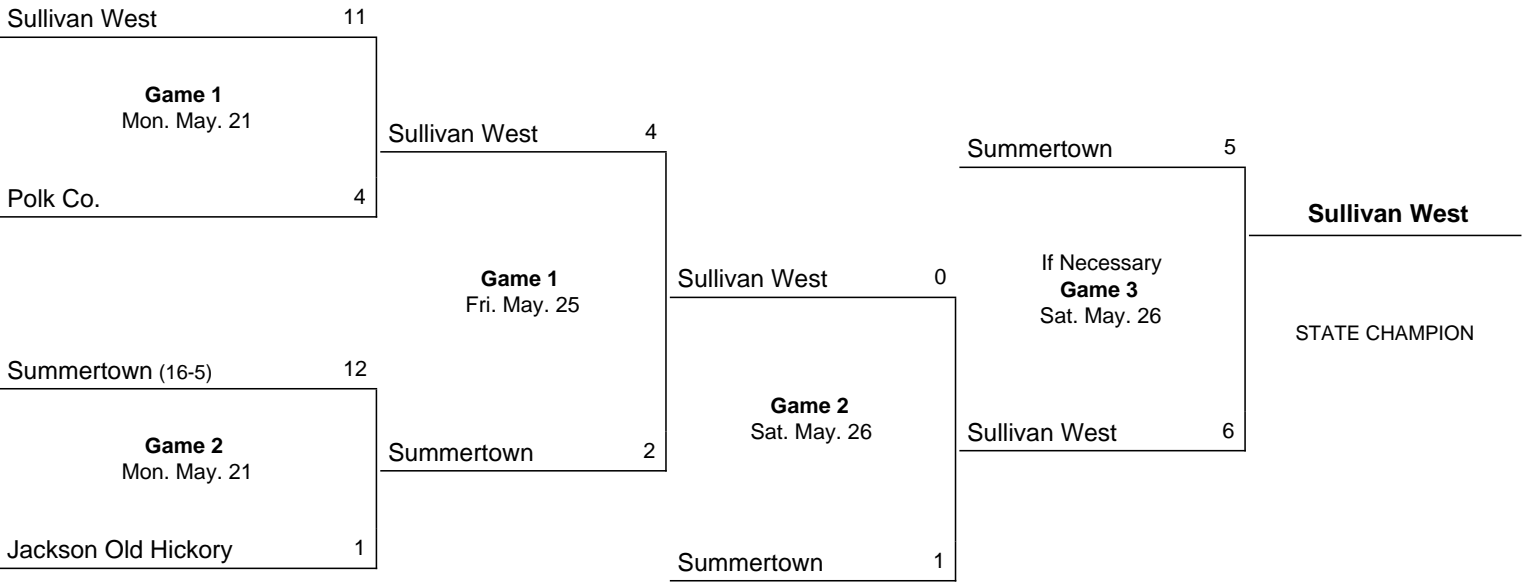 Sullivan West 11
Game 1
Mon. May. 21
Polk Co. 4
Summertown (16-5) 12
Game 2
Mon. May. 21
Jackson Old Hickory 1
Sullivan West 4
Game 1
Fri. May. 25
Summertown 2
Sullivan West 0
Game 2
Sat. May. 26
Summertown 1
Summertown 5
If Necessary
Game 3
Sat. May. 26
Sullivan West 6
Sullivan West
STATE CHAMPION